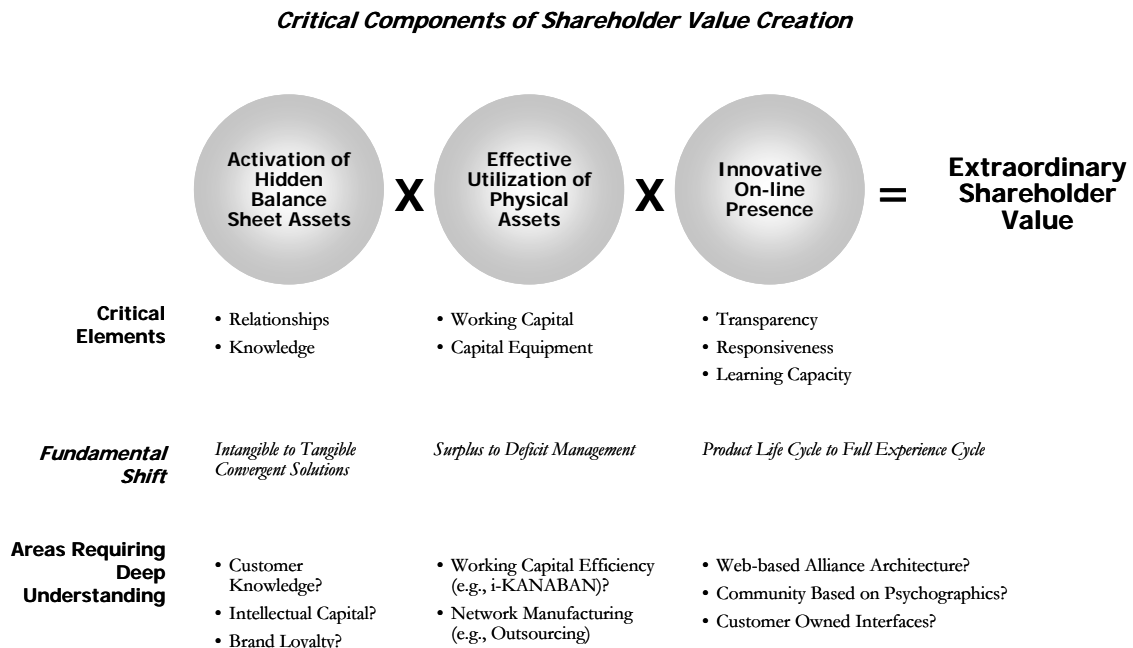 Critical Components of Shareholder Value Creation
Activation of
Hidden
Balance
Sheet Assets
X
Effective
Utilization of
Physical
Assets
X
Innovative
On-line
Presence
=
Extraordinary
Shareholder
Value
Critical
Elements
• Relationships
• Knowledge
• Working Capital
• Capital Equipment
• Transparency
• Responsiveness
• Learning Capacity
Fundamental
Shift
Intangible to Tangible
Convergent Solutions
Surplus to Deficit Management
Product Life Cycle to Full Experience Cycle
Areas Requiring
Deep
Understanding
• Customer
Knowledge?
• Intellectual Capital?
• Brand Loyalty?
• Working Capital Efficiency
(e.g., i-KANABAN)?
• Network Manufacturing
(e.g., Outsourcing)
• Web-based Alliance Architecture?
• Community Based on Psychographics?
• Customer Owned Interfaces?